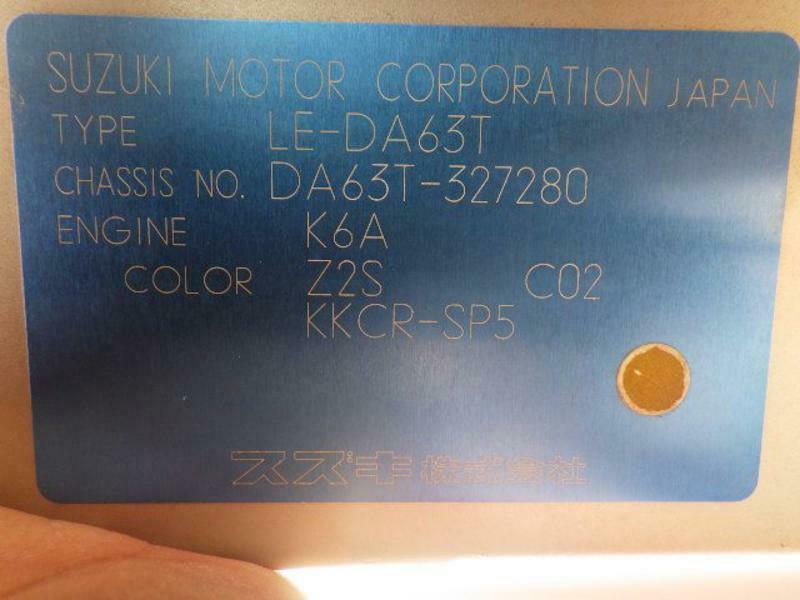 SUZUKI MOTOR CORPORATION JAPAN
TYPE LE-DA63T
CHASSIS NO. DA63T-327280
ENGINE K6A
COLOR Z2S C02
KKCR-SP5
スズキ株式会社